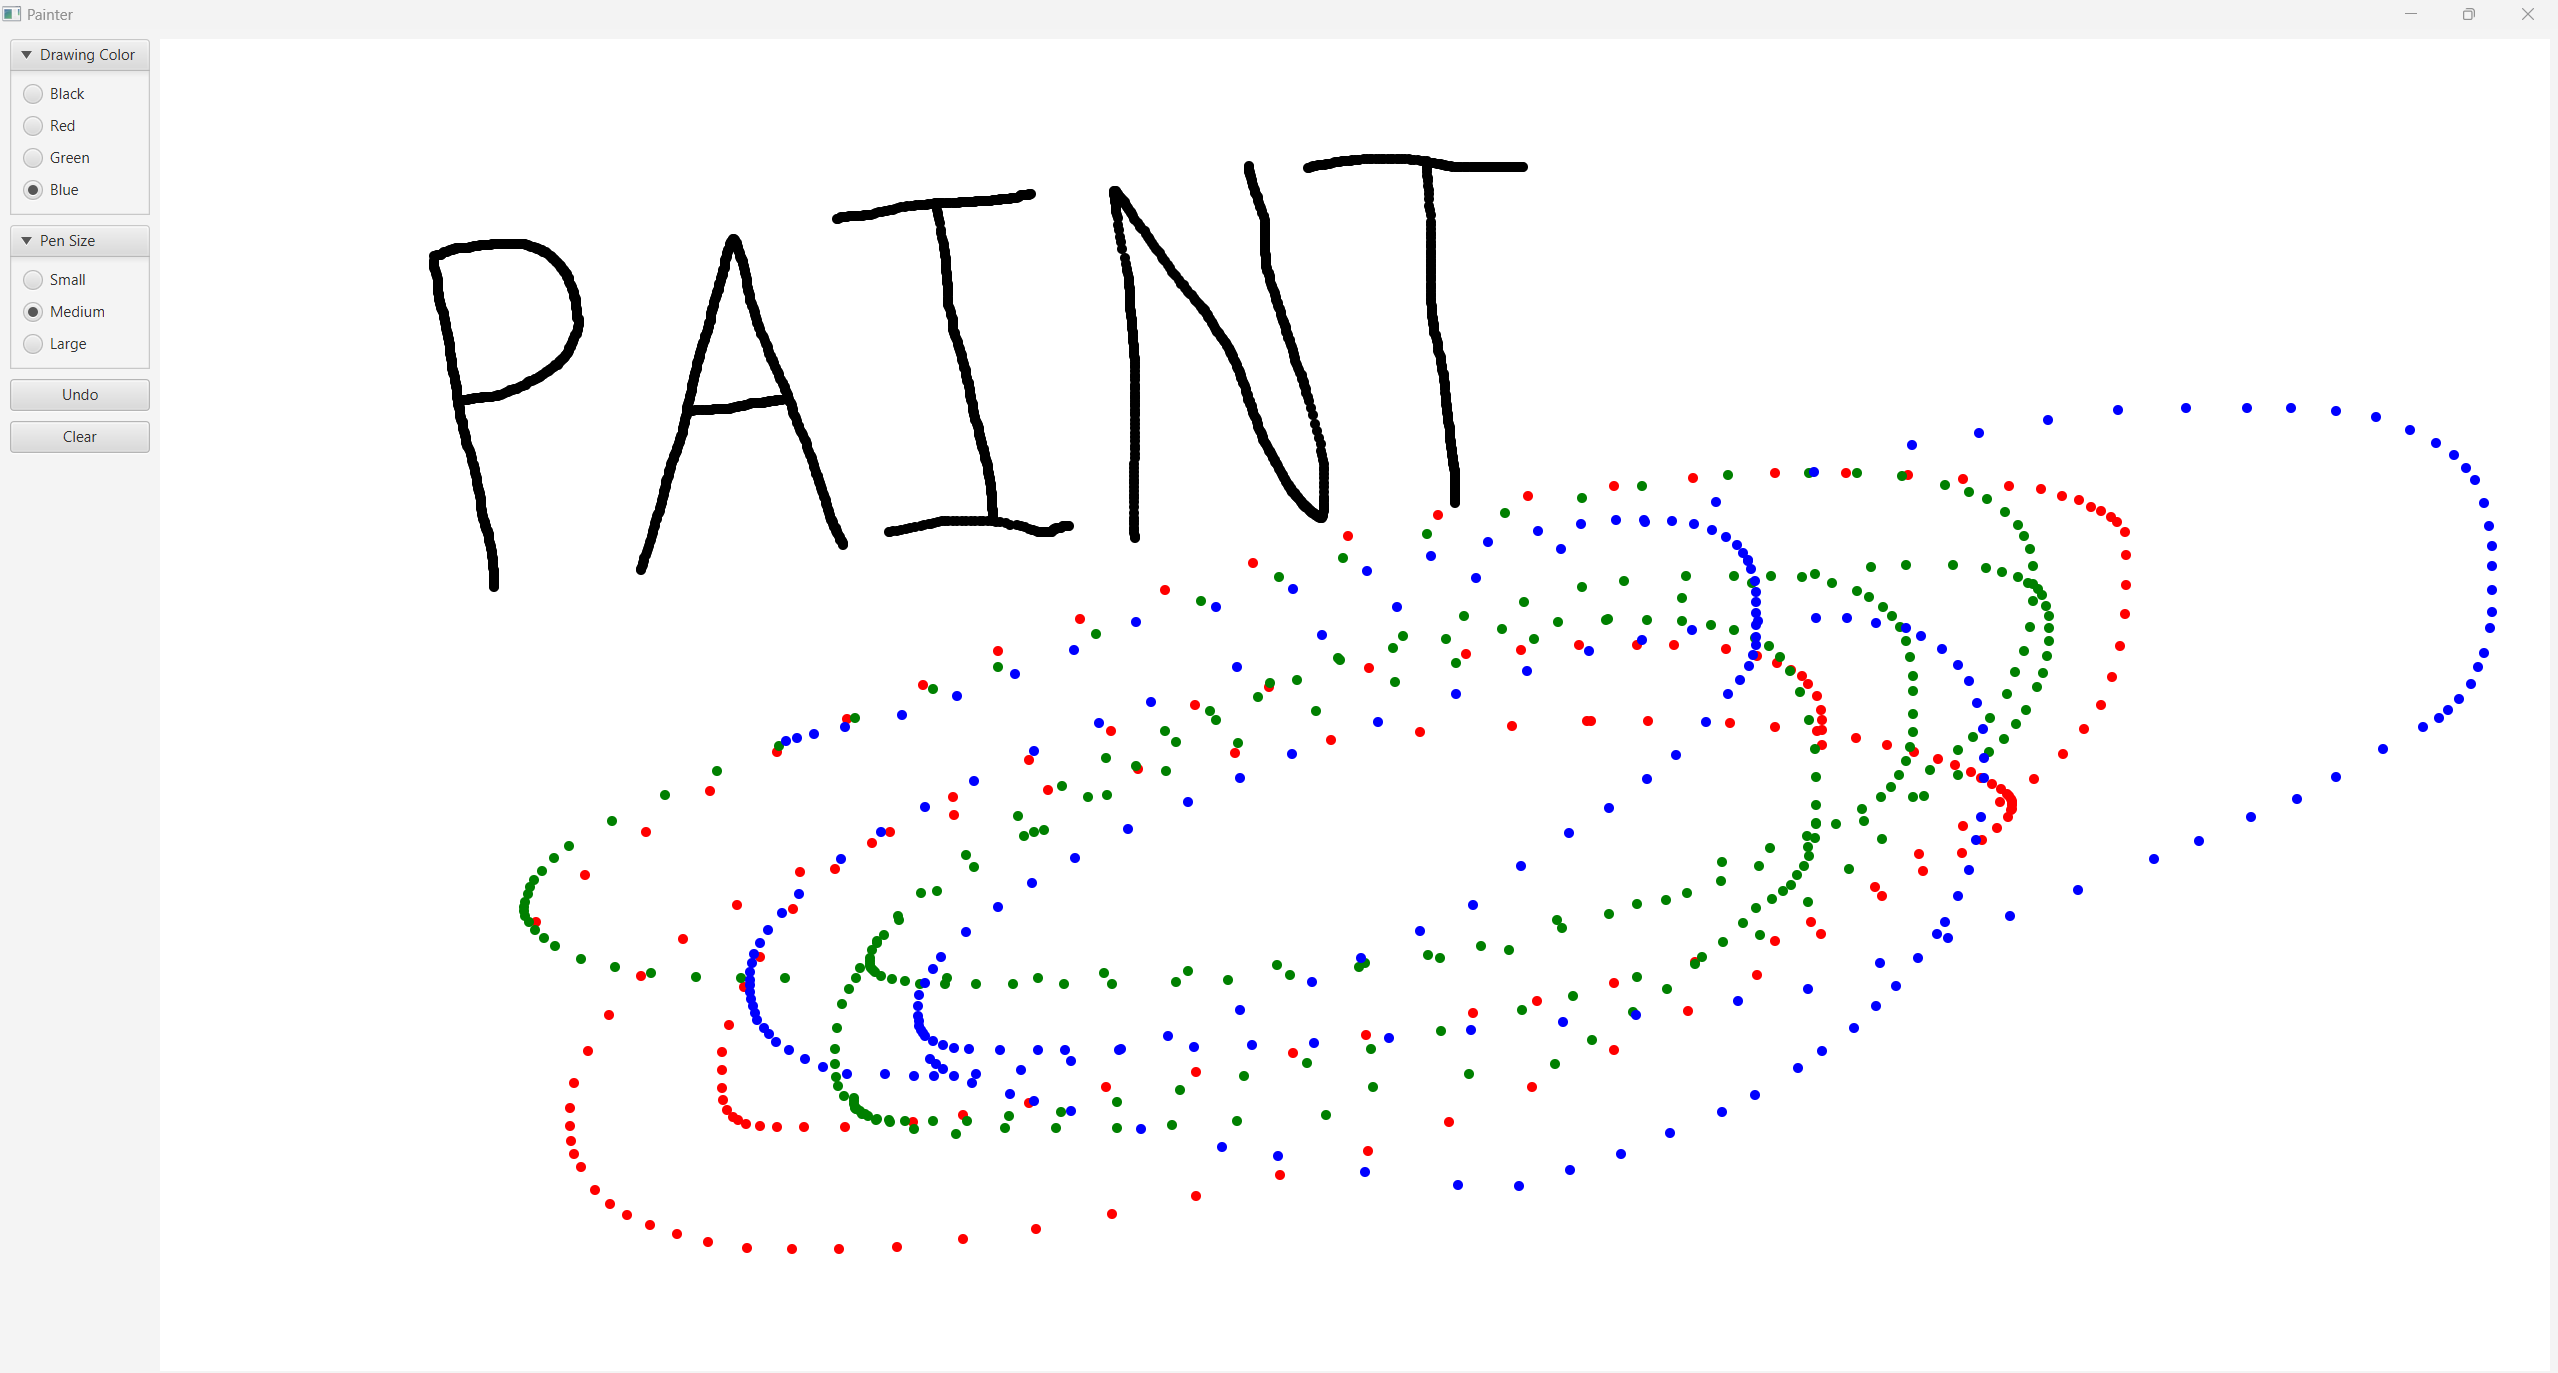 Painter
Drawing Color
Black
Red
Green
Blue
Pen Size
Small
Medium
Large
Undo
Clear
PAINT